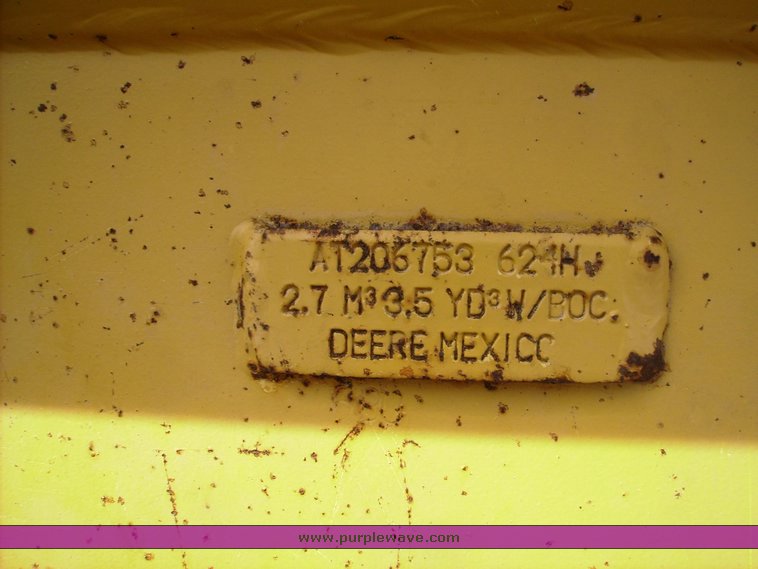 AT206753 624H
2.7 M³ 3.5 YD³ W/BOC.
DEERE MEXICO
www.purplewave.com